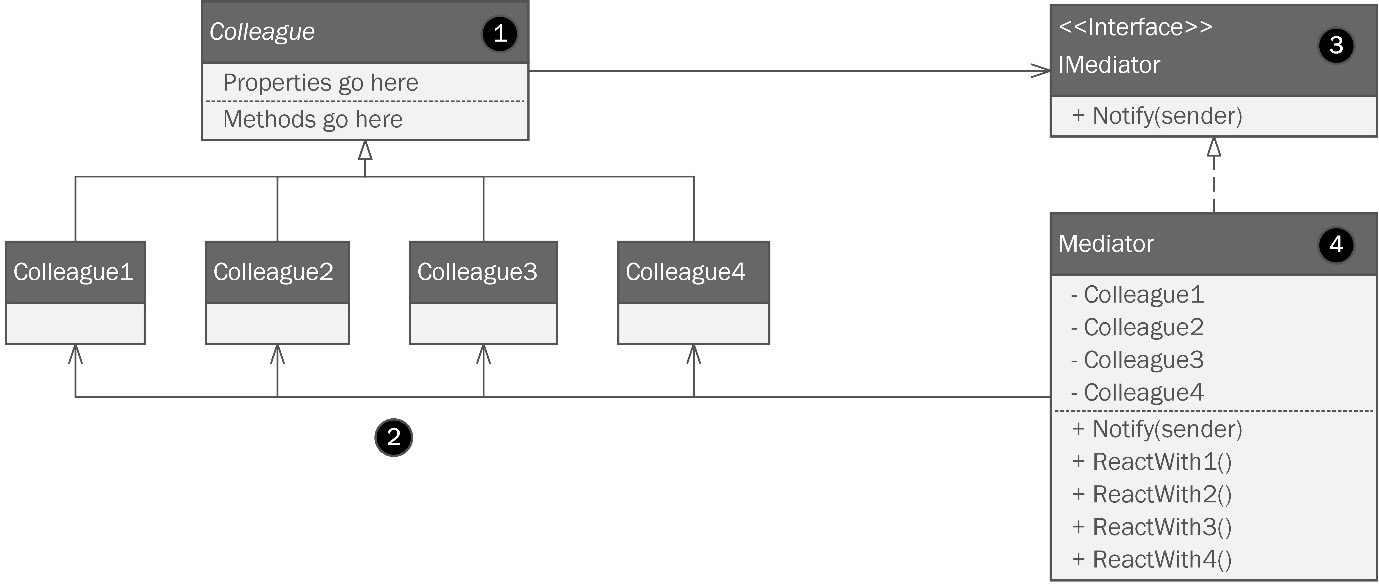 Colleague
1
Properties go here
Methods go here
<<Interface>>
IMediator
3
+ Notify(sender)
Colleague1
Colleague2
Colleague3
Colleague4
2
Mediator
4
- Colleague1
- Colleague2
- Colleague3
- Colleague4
+ Notify(sender)
+ ReactWith1()
+ ReactWith2()
+ ReactWith3()
+ ReactWith4()